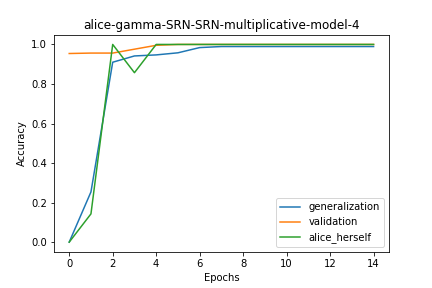 alice-gamma-SRN-SRN-multiplicative-model-4
1.0
0.8
0.6
0.4
0.2
0.0
Accuracy
generalization
validation
alice_herself
0 2 4 6 8 10 12 14
Epochs